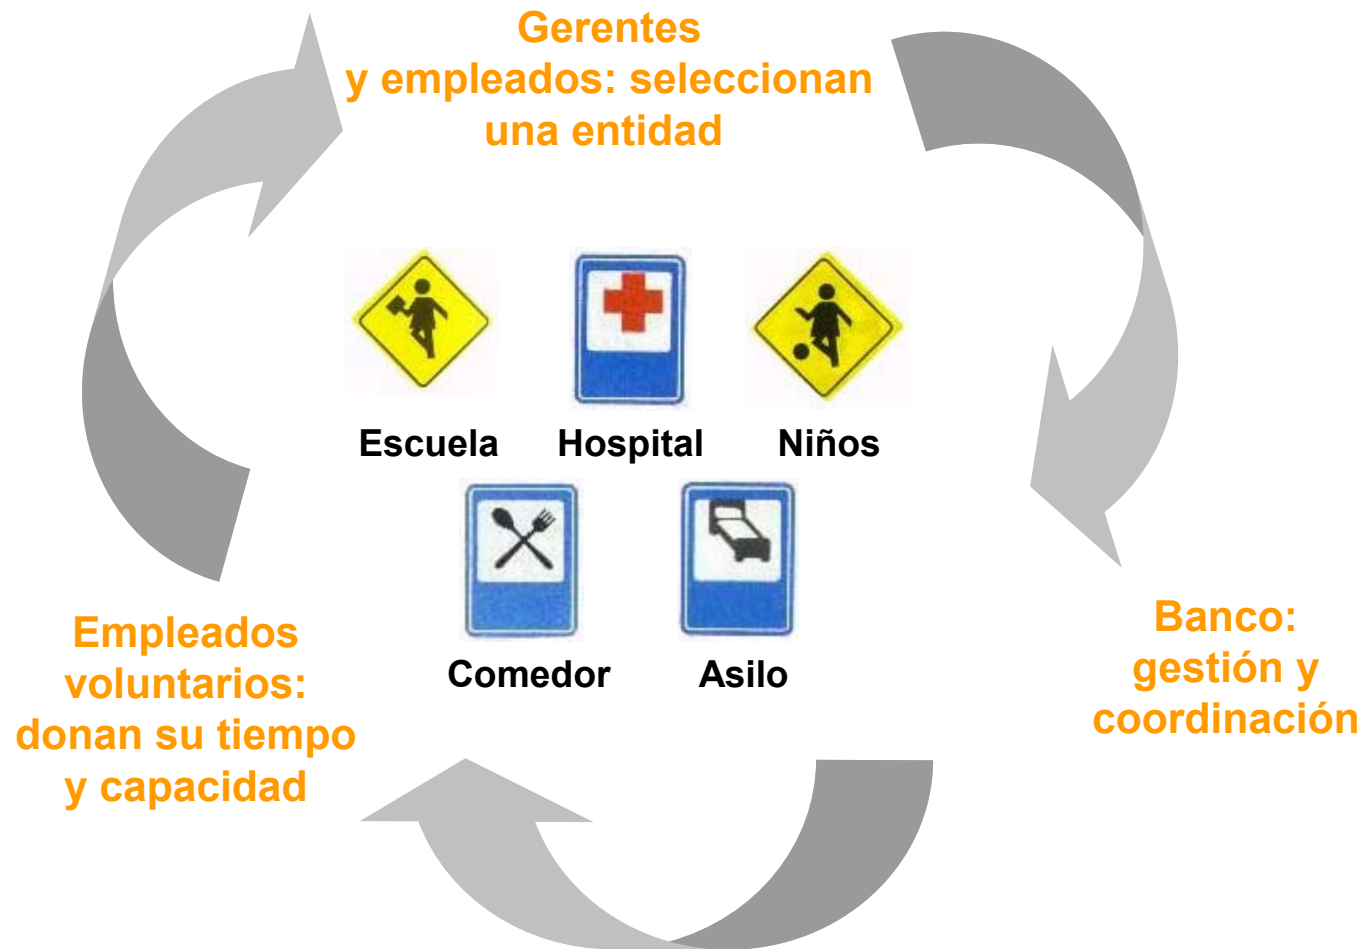 Gerentes
y empleados: seleccionan
una entidad
Escuela
Hospital
Niños
Comedor
Asilo
Banco:
gestión y
coordinación
Empleados
voluntarios:
donan su tiempo
y capacidad